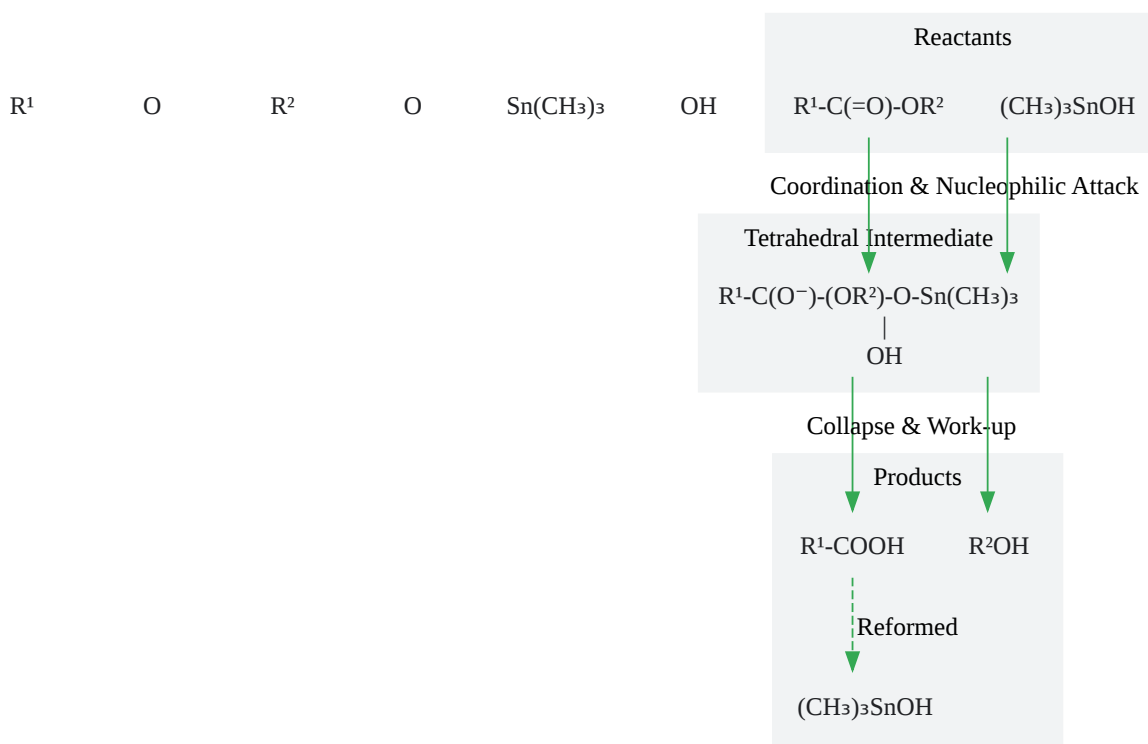 Reactants
R¹ O R² O Sn(CH₃)₃ OH R¹-C(=O)-OR² (CH₃)₃SnOH
Coordination & Nucleophilic Attack
Tetrahedral Intermediate
R¹-C(O⁻)-(OR²)-O-Sn(CH₃)₃
|
OH
Collapse & Work-up
Products
R¹-COOH R²OH
Reformed
(CH₃)₃SnOH